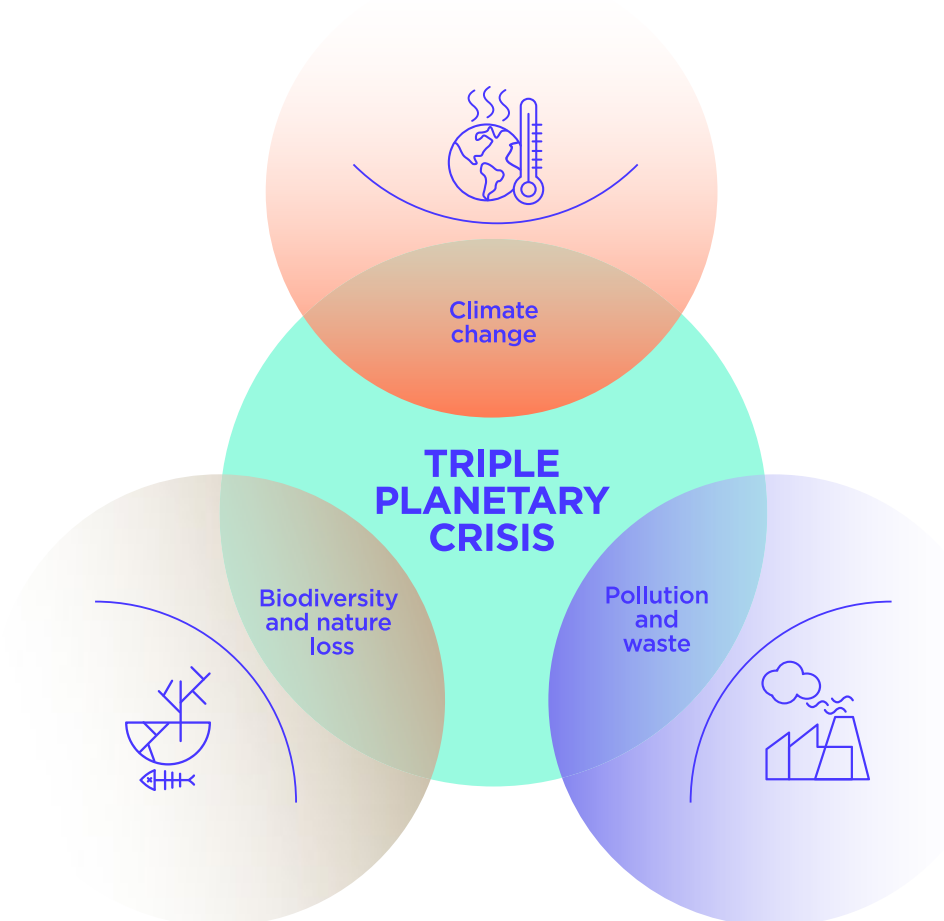 Climate
change
TRIPLE
PLANETARY
CRISIS
Biodiversity
and nature
loss
Pollution
and
waste